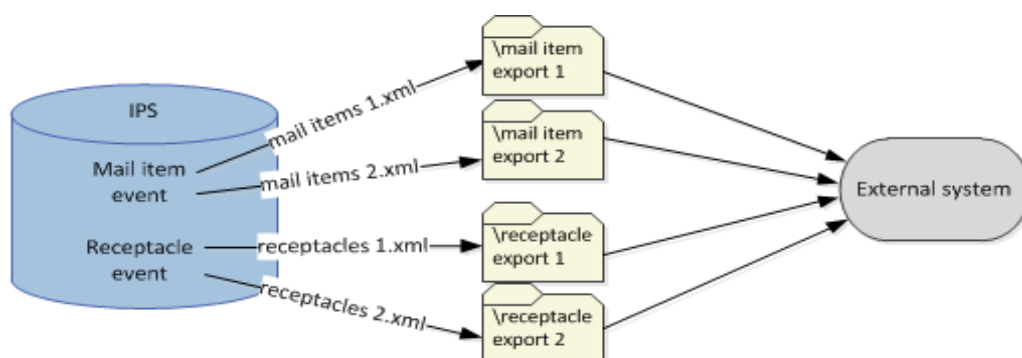 IPS
Mail item
event
Receptacle
event
mail items 1.xml
mail items 2.xml
receptacles 1.xml
receptacles 2.xml
\mail item
export 1
\mail item
export 2
\receptacle
export 1
\receptacle
export 2
External system